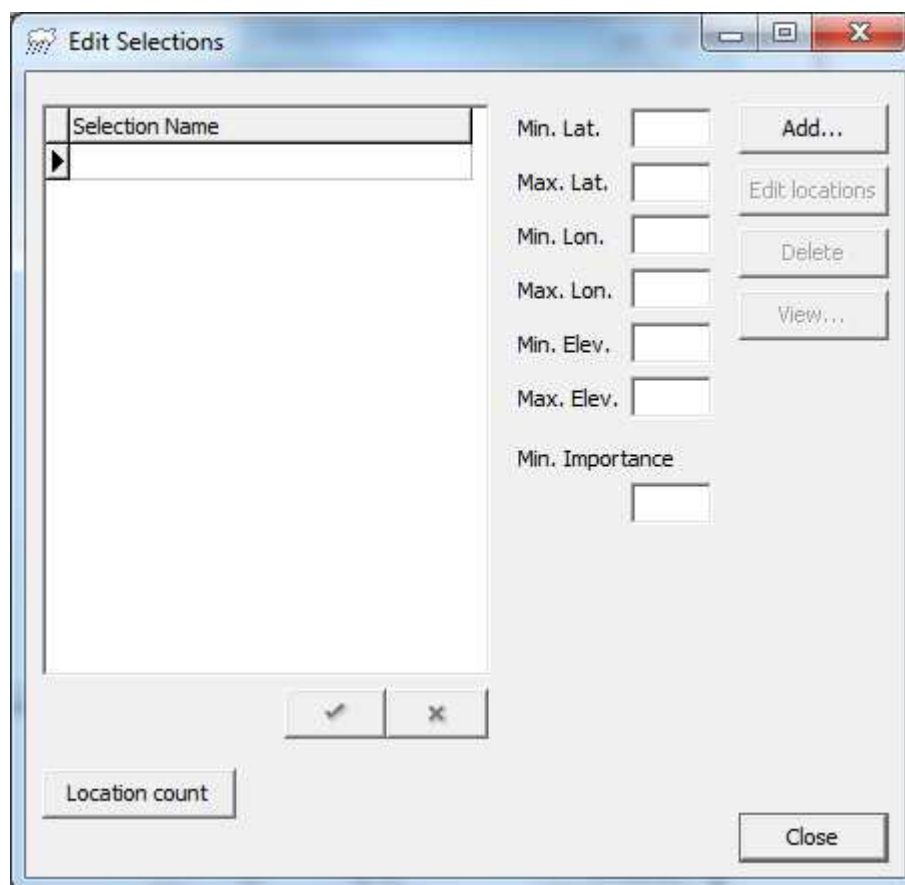 Edit Selections
Selection Name
Min. Lat.
Add...
Max. Lat.
Edit locations
Min. Lon.
Delete
Max. Lon.
View...
Min. Elev.
Max. Elev.
Min. Importance
Location count
Close